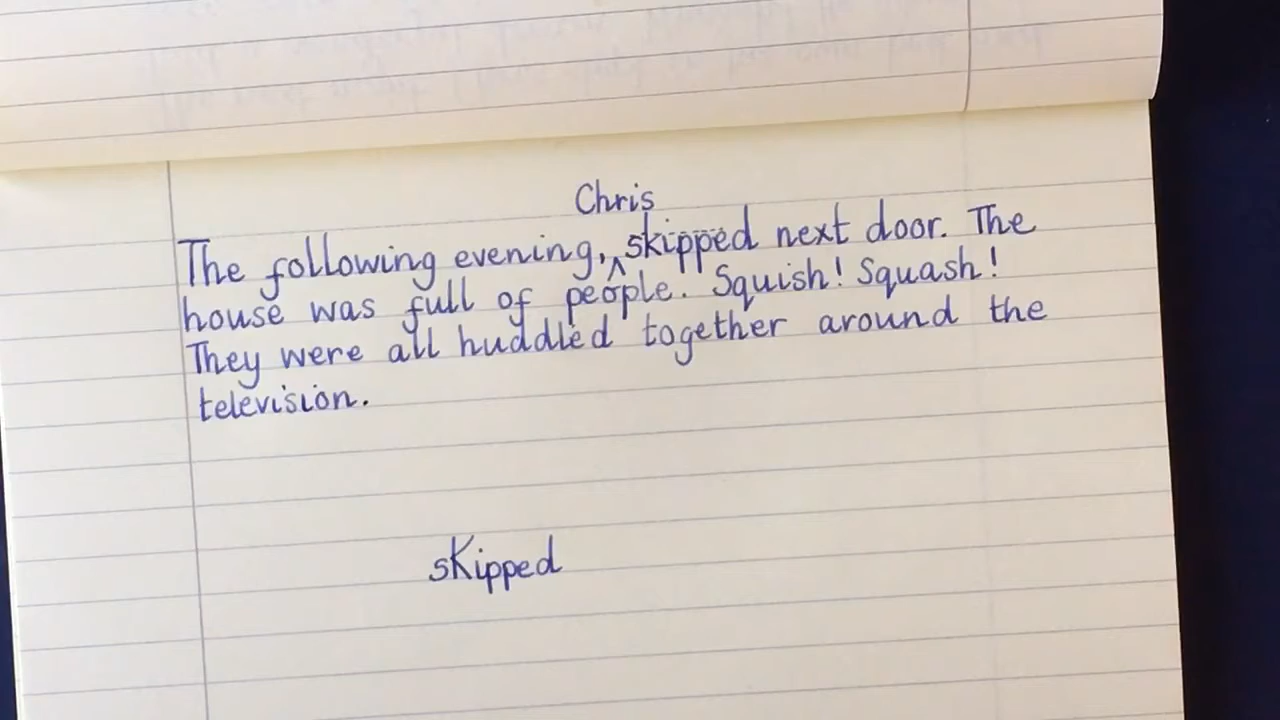 Chris
The following evening, ^ skipped next door. The
house was full of people. Squish! Squash!
They were all huddled together around the
television.
sKipped